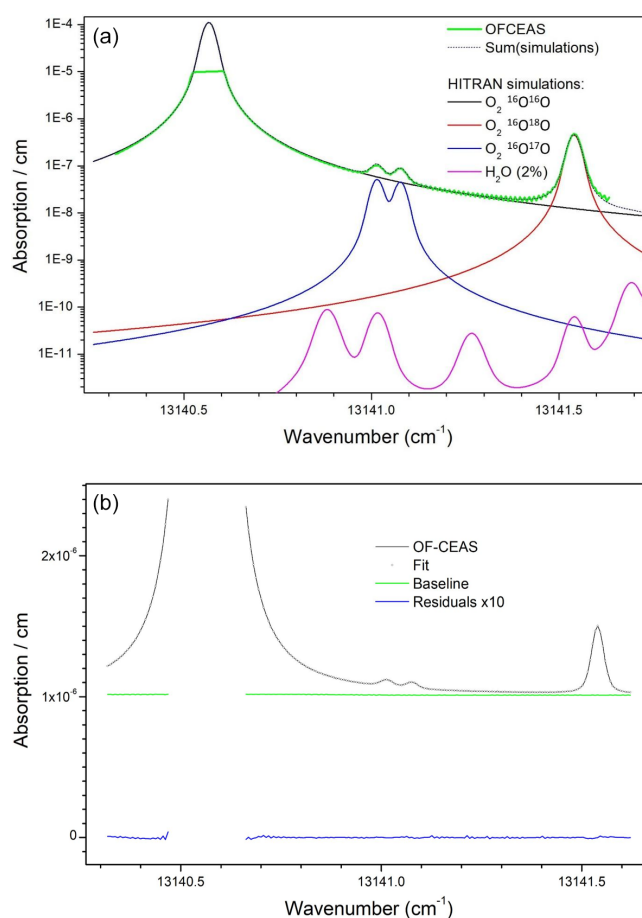 (a)
1E-4
1E-5
1E-6
1E-7
1E-8
1E-9
1E-10
1E-11
Absorption / cm
OFCEAS
Sum(simulations)
HITRAN simulations:
O₂ ¹⁶O¹⁶O
O₂ ¹⁶O¹⁸O
O₂ ¹⁶O¹⁷O
H₂O (2%)
13140.5 13141.0 13141.5
Wavenumber (cm⁻¹)
(b)
2x10⁻⁶
1x10⁻⁶
0
Absorption / cm
OF-CEAS
Fit
Baseline
Residuals x10
13140.5 13141.0 13141.5
Wavenumber (cm⁻¹)